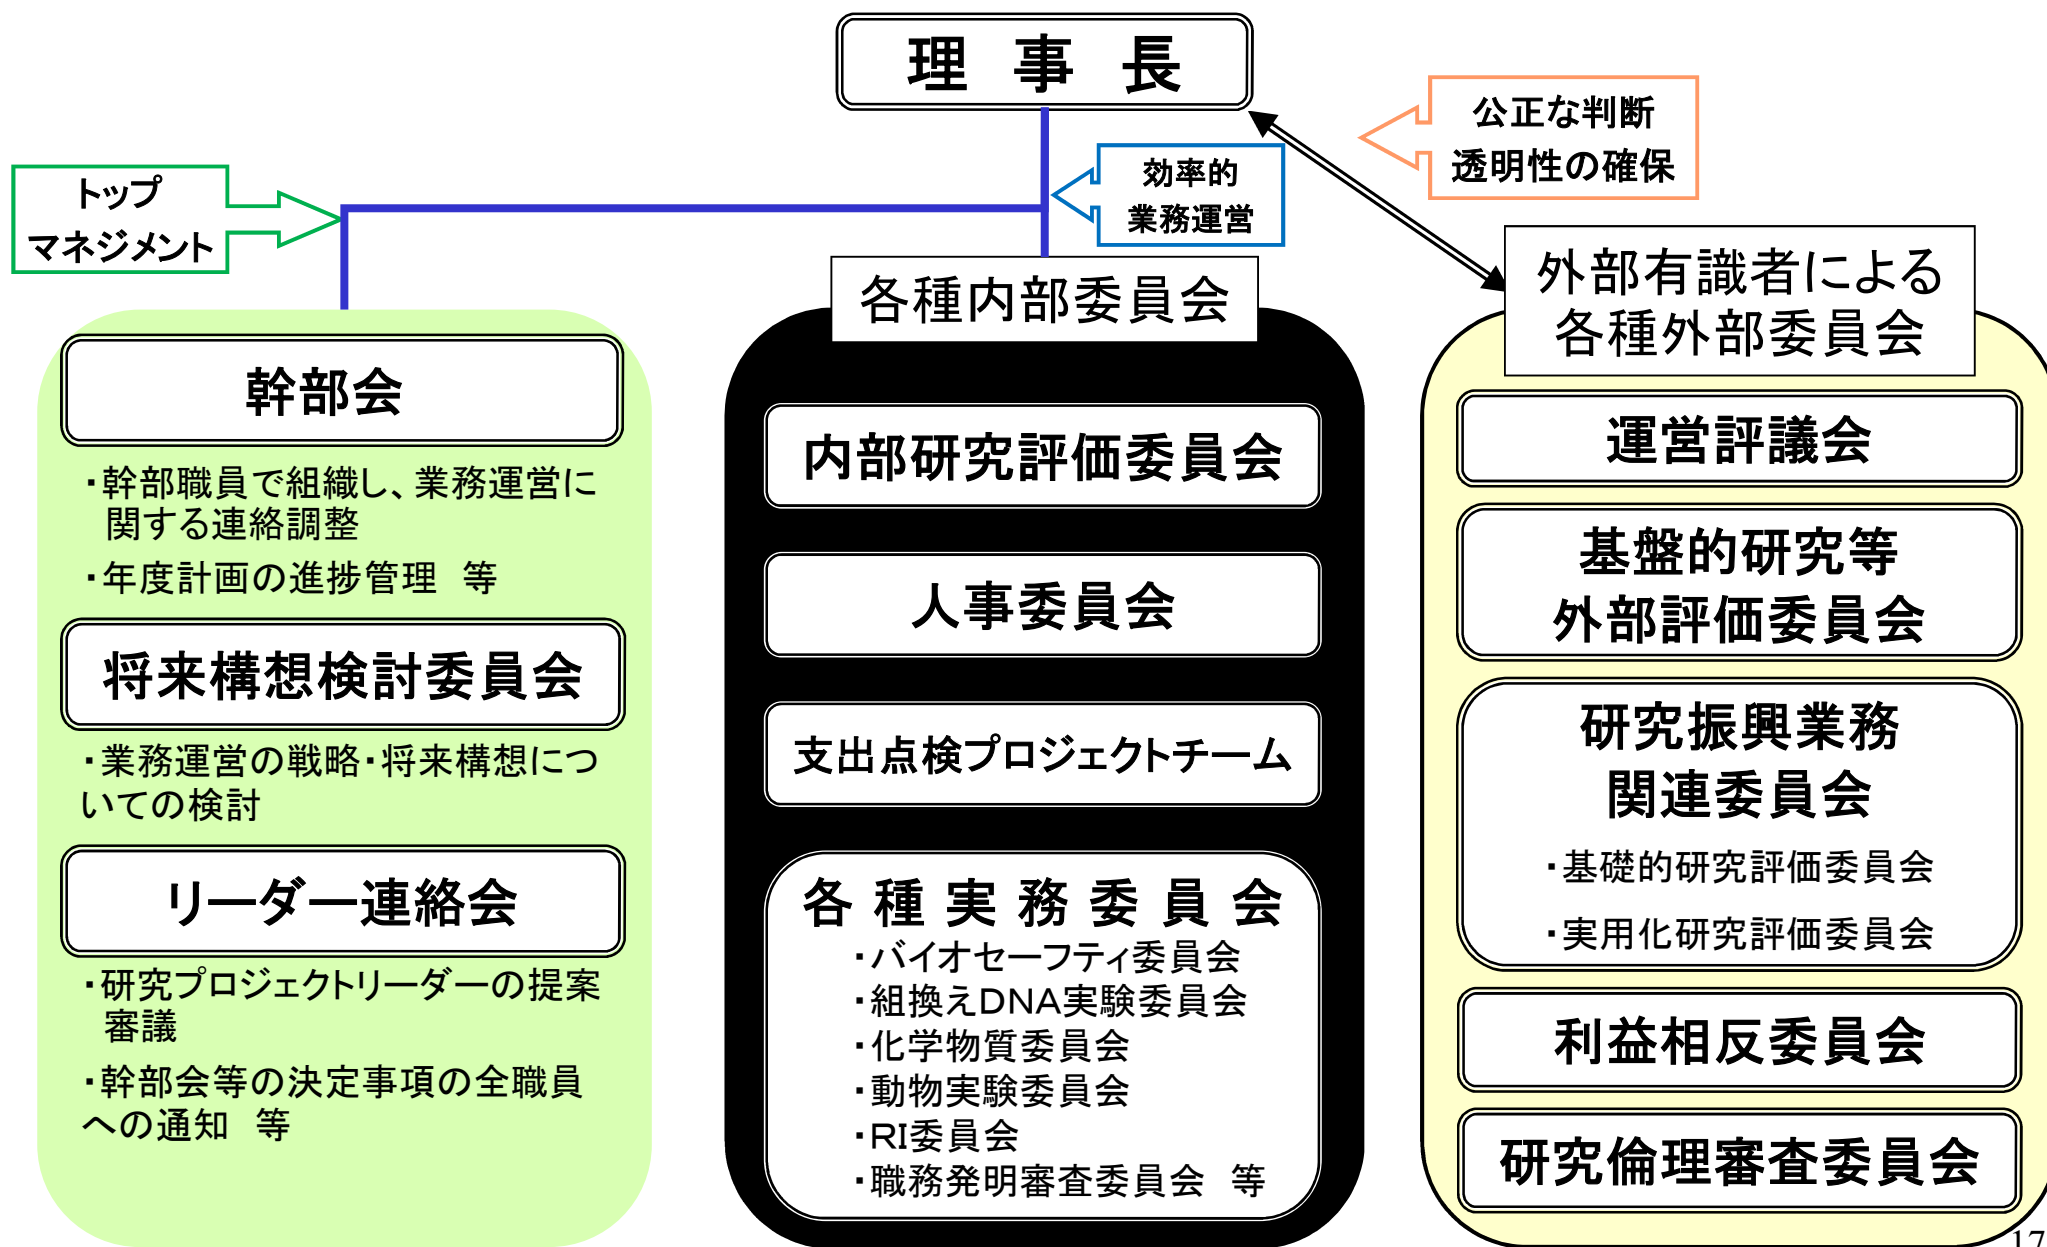 理　事　長
公正な判断
透明性の確保
効率的
業務運営
トップ
マネジメント
幹部会
・幹部職員で組織し、業務運営に
関する連絡調整
・年度計画の進捗管理　等
将来構想検討委員会
・業務運営の戦略・将来構想につ
いての検討
リーダー連絡会
・研究プロジェクトリーダーの提案
審議
・幹部会等の決定事項の全職員
への通知　等
各種内部委員会
内部研究評価委員会
人事委員会
支出点検プロジェクトチーム
各種実務委員会
・バイオセーフティ委員会
・組換えDNA実験委員会
・化学物質委員会
・動物実験委員会
・RI委員会
・職務発明審査委員会　等
外部有識者による
各種外部委員会
運営評議会
基盤的研究等
外部評価委員会
研究振興業務
関連委員会
・基礎的研究評価委員会
・実用化研究評価委員会
利益相反委員会
研究倫理審査委員会
17